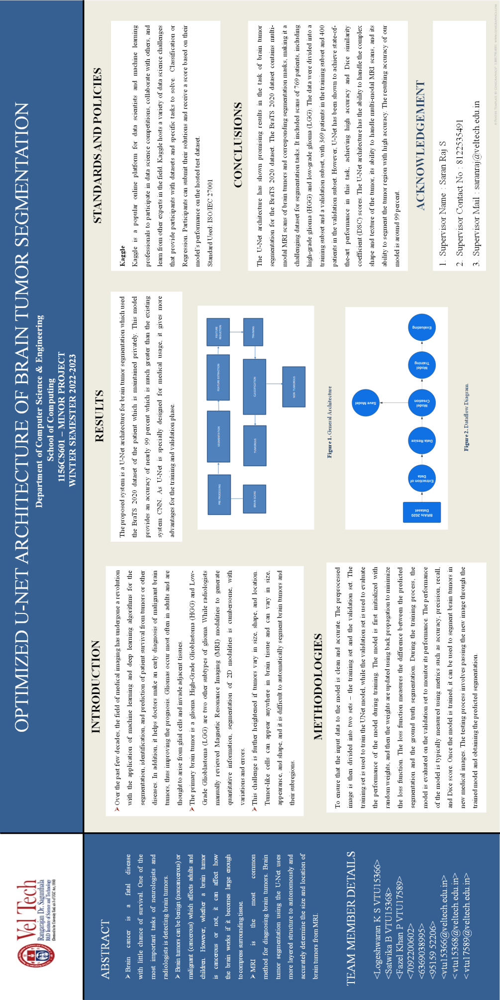 Vel Tech
Rangarajan Dr. Sagunthala
R&D Institute of Science and Technology
OPTIMIZED U-NET ARCHITECTURE OF BRAIN TUMOR SEGMENTATION
Department of Computer Science & Engineering
School of Computing
1156CS601 – MINOR PROJECT
WINTER SEMESTER 2022-2023
ABSTRACT
➤ Brain cancer is a fatal disease
with little chance of survival. One of the
most important tasks of neurologists and
radiologists is detecting brain tumors.
➤ Brain tumors can be benign (noncancerous) or
malignant (cancerous) which affects adults and
children. However, whether a brain tumor
is cancerous or not, it can affect how
the brain works if it becomes large enough
to compress surrounding tissue.
➤ MRI is the most common
method for diagnosing brain tumors. Brain
tumor segmentation using the U-Net uses
more layered structure to autonomously and
accurately determine the size and location of
brain tumors from MRI.
TEAM MEMBER DETAILS
<Logeshwaran K S VTU15366>
<Satwika B VTU15368>
<Fazil Khan P VTU17589>
<7092200602>
<6369038995>
<95159 52206>
<vtu15366@veltech.edu.in>
< vtu15368@veltech.edu.in>
< vtu17589@veltech.edu.in>
INTRODUCTION
➤ Over the past few decades, the field of medical imaging has undergone a revolution
with the application of machine learning and deep learning algorithms for the
segmentation, identification, and prediction of patient survival from tumors or other
diseases. In addition, it helps doctors make an early diagnosis of malignant brain
tumors, thus improving the prognosis. Gliomas occur most often in adults and are
thought to arise from glial cells and invade adjacent tissues.
➤ The primary brain tumor is a glioma. High-Grade Glioblastoma (HGG) and Low-
Grade Glioblastoma (LGG) are two other subtypes of glioma. While radiologists
manually reviewed Magnetic Resonance Imaging (MRI) modalities to generate
quantitative information, segmentation of 2D modalities is cumbersome, with
variations and errors.
➤ This challenge is further heightened if tumors vary in size, shape, and location.
Tumor-like cells can appear anywhere in brain tissue and can vary in size,
appearance, and shape, and it is difficult to automatically segment brain tumors and
their subregions.
METHODOLOGIES
To ensure that the input data to the model is clean and accurate. The preprocessed
image is then divided into two sets – the training set and the validation set. The
training set is used to train the UNet model, while the validation set is used to evaluate
the performance of the model during training. The model is first initialized with
random weights, and then the weights are updated using back propagation to minimize
the loss function. The loss function measures the difference between the predicted
segmentation and the ground truth segmentation. During the training process, the
model is evaluated on the validation set to monitor its performance. The performance
of the model is typically measured using metrics such as accuracy, precision, recall,
and Dice score. Once the model is trained, it can be used to segment brain tumors in
new medical images. The testing process involves passing the new image through the
trained model and obtaining the predicted segmentation.
RESULTS
The proposed system is a U-Net architecture for brain tumor segmentation which used
the BraTS 2020 dataset of the patient which is maintained privately. This model
provides an accuracy of nearly 99 percent which is much greater than the existing
system CNN. As U-Net is specially designed for medical usage, it gives more
advantages for the training and validation phase.
PRE PROCESSING
SEGMENTATION
FEATURE EXTRACTION
FEATURE
REDUCTION
BRAIN SCANS
TUMOROUS
CLASSIFICATION
TRAINING
NON TUMOROUS
Figure 1. General Architecture
BRAts 2020
Dataset
Extraction of
Data
Data Resize
Model
Creation
Model
Training
Evaluating
Save Model
Figure 2. Dataflow Diagram.
STANDARDS AND POLICIES
Kaggle
Kaggle is a popular online platform for data scientists and machine learning
professionals to participate in data science competitions, collaborate with others, and
learn from other experts in the field. Kaggle hosts a variety of data science challenges
that provide participants with datasets and specific tasks to solve. Classification or
Regression. Participants can submit their solutions and receive a score based on their
model's performance on the hosted test dataset.
Standard Used: ISO/IEC 27001
CONCLUSIONS
The U-Net architecture has shown promising results in the task of brain tumor
segmentation for the BraTS 2020 dataset. The BraTS 2020 dataset contains multi-
modal MRI scans of brain tumors and corresponding segmentation masks, making it a
challenging dataset for segmentation tasks. It included scans of 769 patients, including
high-grade glioma (HGG) and low-grade glioma (LGG). The data were divided into a
training subset and a validation subset, with 369 patients in the training subset and 400
patients in the validation subset. However, U-Net has been shown to achieve state-of-
the-art performance in this task, achieving high accuracy and Dice similarity
coefficient (DSC) scores. The U-Net architecture has the ability to handle the complex
shape and texture of the tumor, its ability to handle multi-modal MRI scans, and its
ability to segment the tumor region with high accuracy. The resulting accuracy of our
model is around 99 percent.
ACKNOWLEDGEMENT
1. Supervisor Name : Saran Raj S
2. Supervisor Contact No : 8122535491
3. Supervisor Mail : saranraj@veltech.edu.in